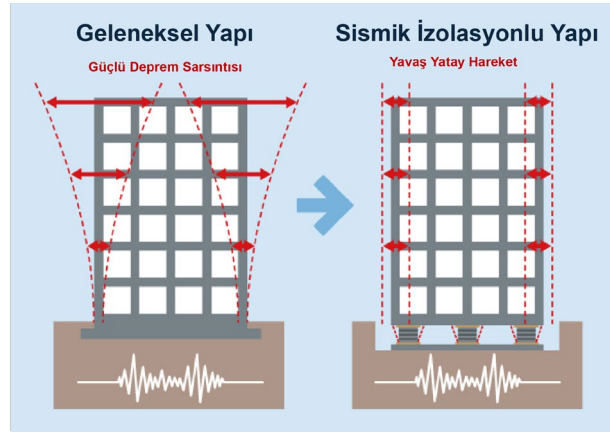 Geleneksel Yapı
Güçlü Deprem Sarsıntısı
Sismik İzolasyonlu Yapı
Yavaş Yatay Hareket